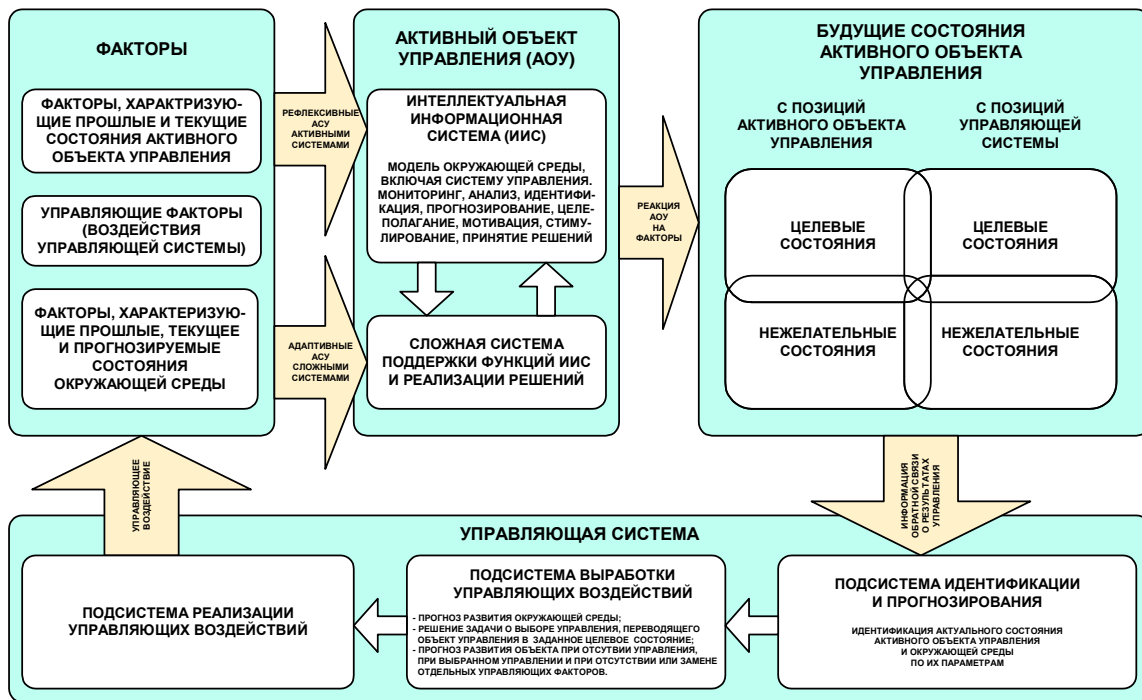 ФАКТОРЫ
ФАКТОРЫ, ХАРАКТРИЗУЮ-
ЩИЕ ПРОШЛЫЕ И ТЕКУЩИЕ
СОСТОЯНИЯ АКТИВНОГО
ОБЪЕКТА УПРАВЛЕНИЯ
УПРАВЛЯЮЩИЕ ФАКТОРЫ
(ВОЗДЕЙСТВИЯ
УПРАВЛЯЮЩЕЙ СИСТЕМЫ)
ФАКТОРЫ, ХАРАКТЕРИЗУЮ-
ЩИЕ ПРОШЛЫЕ, ТЕКУЩЕЕ
И ПРОГНОЗИРУЕМЫЕ
СОСТОЯНИЯ
ОКРУЖАЮЩЕЙ СРЕДЫ
РЕФЛЕКСИВНЫЕ
АСУ
АКТИВНЫМИ
СИСТЕМАМИ
АДАПТИВНЫЕ
АСУ
СЛОЖНЫМИ
СИСТЕМАМИ
АКТИВНЫЙ ОБЪЕКТ
УПРАВЛЕНИЯ (АОУ)
ИНТЕЛЛЕКТУАЛЬНАЯ
ИНФОРМАЦИОННАЯ
СИСТЕМА (ИИС)
МОДЕЛЬ ОКРУЖАЮЩЕЙ СРЕДЫ,
ВКЛЮЧАЯ СИСТЕМУ УПРАВЛЕНИЯ.
МОНИТОРИНГ, АНАЛИЗ, ИДЕНТИФИ-
КАЦИЯ, ПРОГНОЗИРОВАНИЕ, ЦЕЛЕ-
ПОЛАГАНИЕ, МОТИВАЦИЯ, СТИМУ-
ЛИРОВАНИЕ, ПРИНЯТИЕ РЕШЕНИЙ
СЛОЖНАЯ СИСТЕМА
ПОДДЕРЖКИ ФУНКЦИЙ ИИС
И РЕАЛИЗАЦИИ РЕШЕНИЙ
РЕАКЦИЯ
АОУ
НА
ФАКТОРЫ
БУДУЩИЕ СОСТОЯНИЯ
АКТИВНОГО ОБЪЕКТА
УПРАВЛЕНИЯ
С ПОЗИЦИЙ
АКТИВНОГО ОБЪЕКТА
УПРАВЛЕНИЯ
С ПОЗИЦИЙ
УПРАВЛЯЮЩЕЙ
СИСТЕМЫ
ЦЕЛЕВЫЕ
СОСТОЯНИЯ
ЦЕЛЕВЫЕ
СОСТОЯНИЯ
НЕЖЕЛАТЕЛЬНЫЕ
СОСТОЯНИЯ
НЕЖЕЛАТЕЛЬНЫЕ
СОСТОЯНИЯ
УПРАВЛЯЮЩЕЕ
ВОЗДЕЙСТВИЕ
ИНФОРМАЦИЯ
ОБРАТНОЙ СВЯЗИ
О РЕЗУЛЬТАТАХ
УПРАВЛЕНИЯ
УПРАВЛЯЮЩАЯ СИСТЕМА
ПОДСИСТЕМА РЕАЛИЗАЦИИ
УПРАВЛЯЮЩИХ ВОЗДЕЙСТВИЙ
ПОДСИСТЕМА ВЫРАБОТКИ
УПРАВЛЯЮЩИХ ВОЗДЕЙСТВИЙ
- ПРОГНОЗ РАЗВИТИЯ ОКРУЖАЮЩЕЙ СРЕДЫ;
- РЕШЕНИЕ ЗАДАЧИ О ВЫБОРЕ УПРАВЛЕНИЯ, ПЕРЕВОДЯЩЕГО
ОБЪЕКТ УПРАВЛЕНИЯ В ЗАДАННОЕ ЦЕЛЕВОЕ СОСТОЯНИЕ;
- ПРОГНОЗ РАЗВИТИЯ ОБЪЕКТА ПРИ ОТСУТВИИ УПРАВЛЕНИЯ,
ПРИ ВЫБРАННОМ УПРАВЛЕНИИ И ПРИ ОТСУТСТВИИ ИЛИ ЗАМЕНЕ
ОТДЕЛЬНЫХ УПРАВЛЯЮЩИХ ФАКТОРОВ.
ПОДСИСТЕМА ИДЕНТИФИКАЦИИ
И ПРОГНОЗИРОВАНИЯ
ИДЕНТИФИКАЦИЯ АКТУАЛЬНОГО СОСТОЯНИЯ
АКТИВНОГО ОБЪЕКТА УПРАВЛЕНИЯ
И ОКРУЖАЮЩЕЙ СРЕДЫ
ПО ИХ ПАРАМЕТРАМ